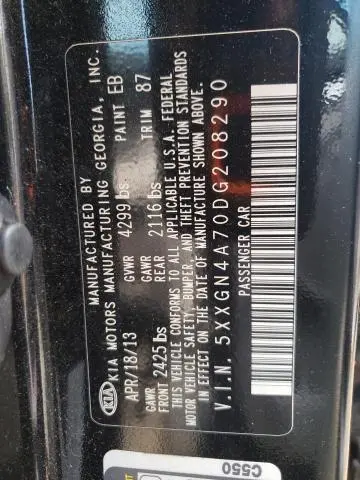 MANUFACTURED BY
KIA KIA MOTORS MANUFACTURING GEORGIA, INC.
APR/18/13 PAINT EB
GVWR 4299 lbs TRIM 87
GAWR FRONT 2425 lbs GAWR REAR 2116 lbs
THIS VEHICLE CONFORMS TO ALL APPLICABLE U.S.A. FEDERAL
MOTOR VEHICLE SAFETY, BUMPER, AND THEFT PREVENTION STANDARDS
IN EFFECT ON THE DATE OF MANUFACTURE SHOWN ABOVE.
V.I.N. 5XXGN4A70DG208290
PASSENGER CAR
C550